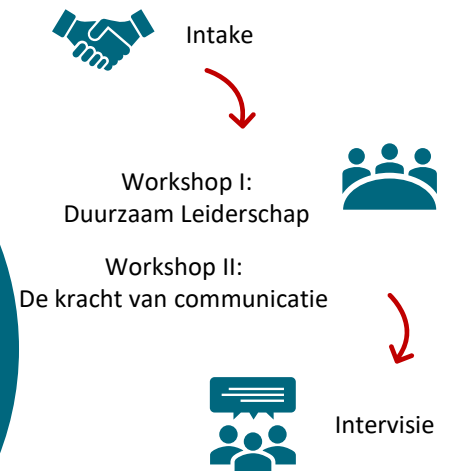 Intake
Workshop I:
Duurzaam Leiderschap
Workshop II:
De kracht van communicatie
Intervisie